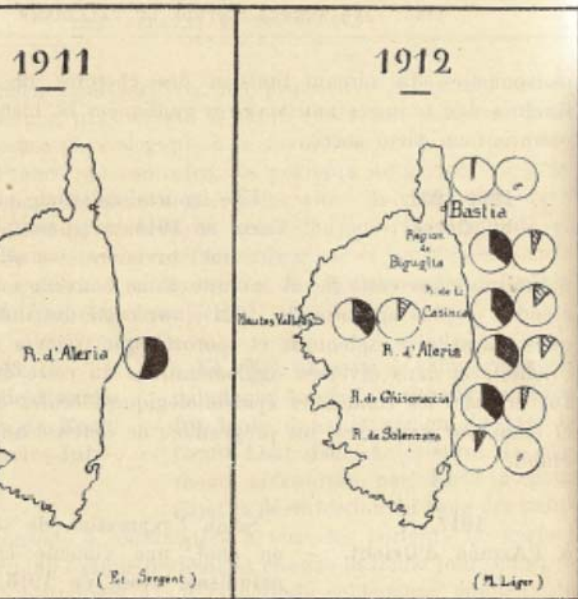 1911
R. d'Aleria
( Et. Sergent )
1912
Bastia
Région
de
Biguglia
R. de la
Casinca
Hautes Vallées
R. d'Aleria
R. de Ghisonaccia
R. de Solenzara
( M. Léger )